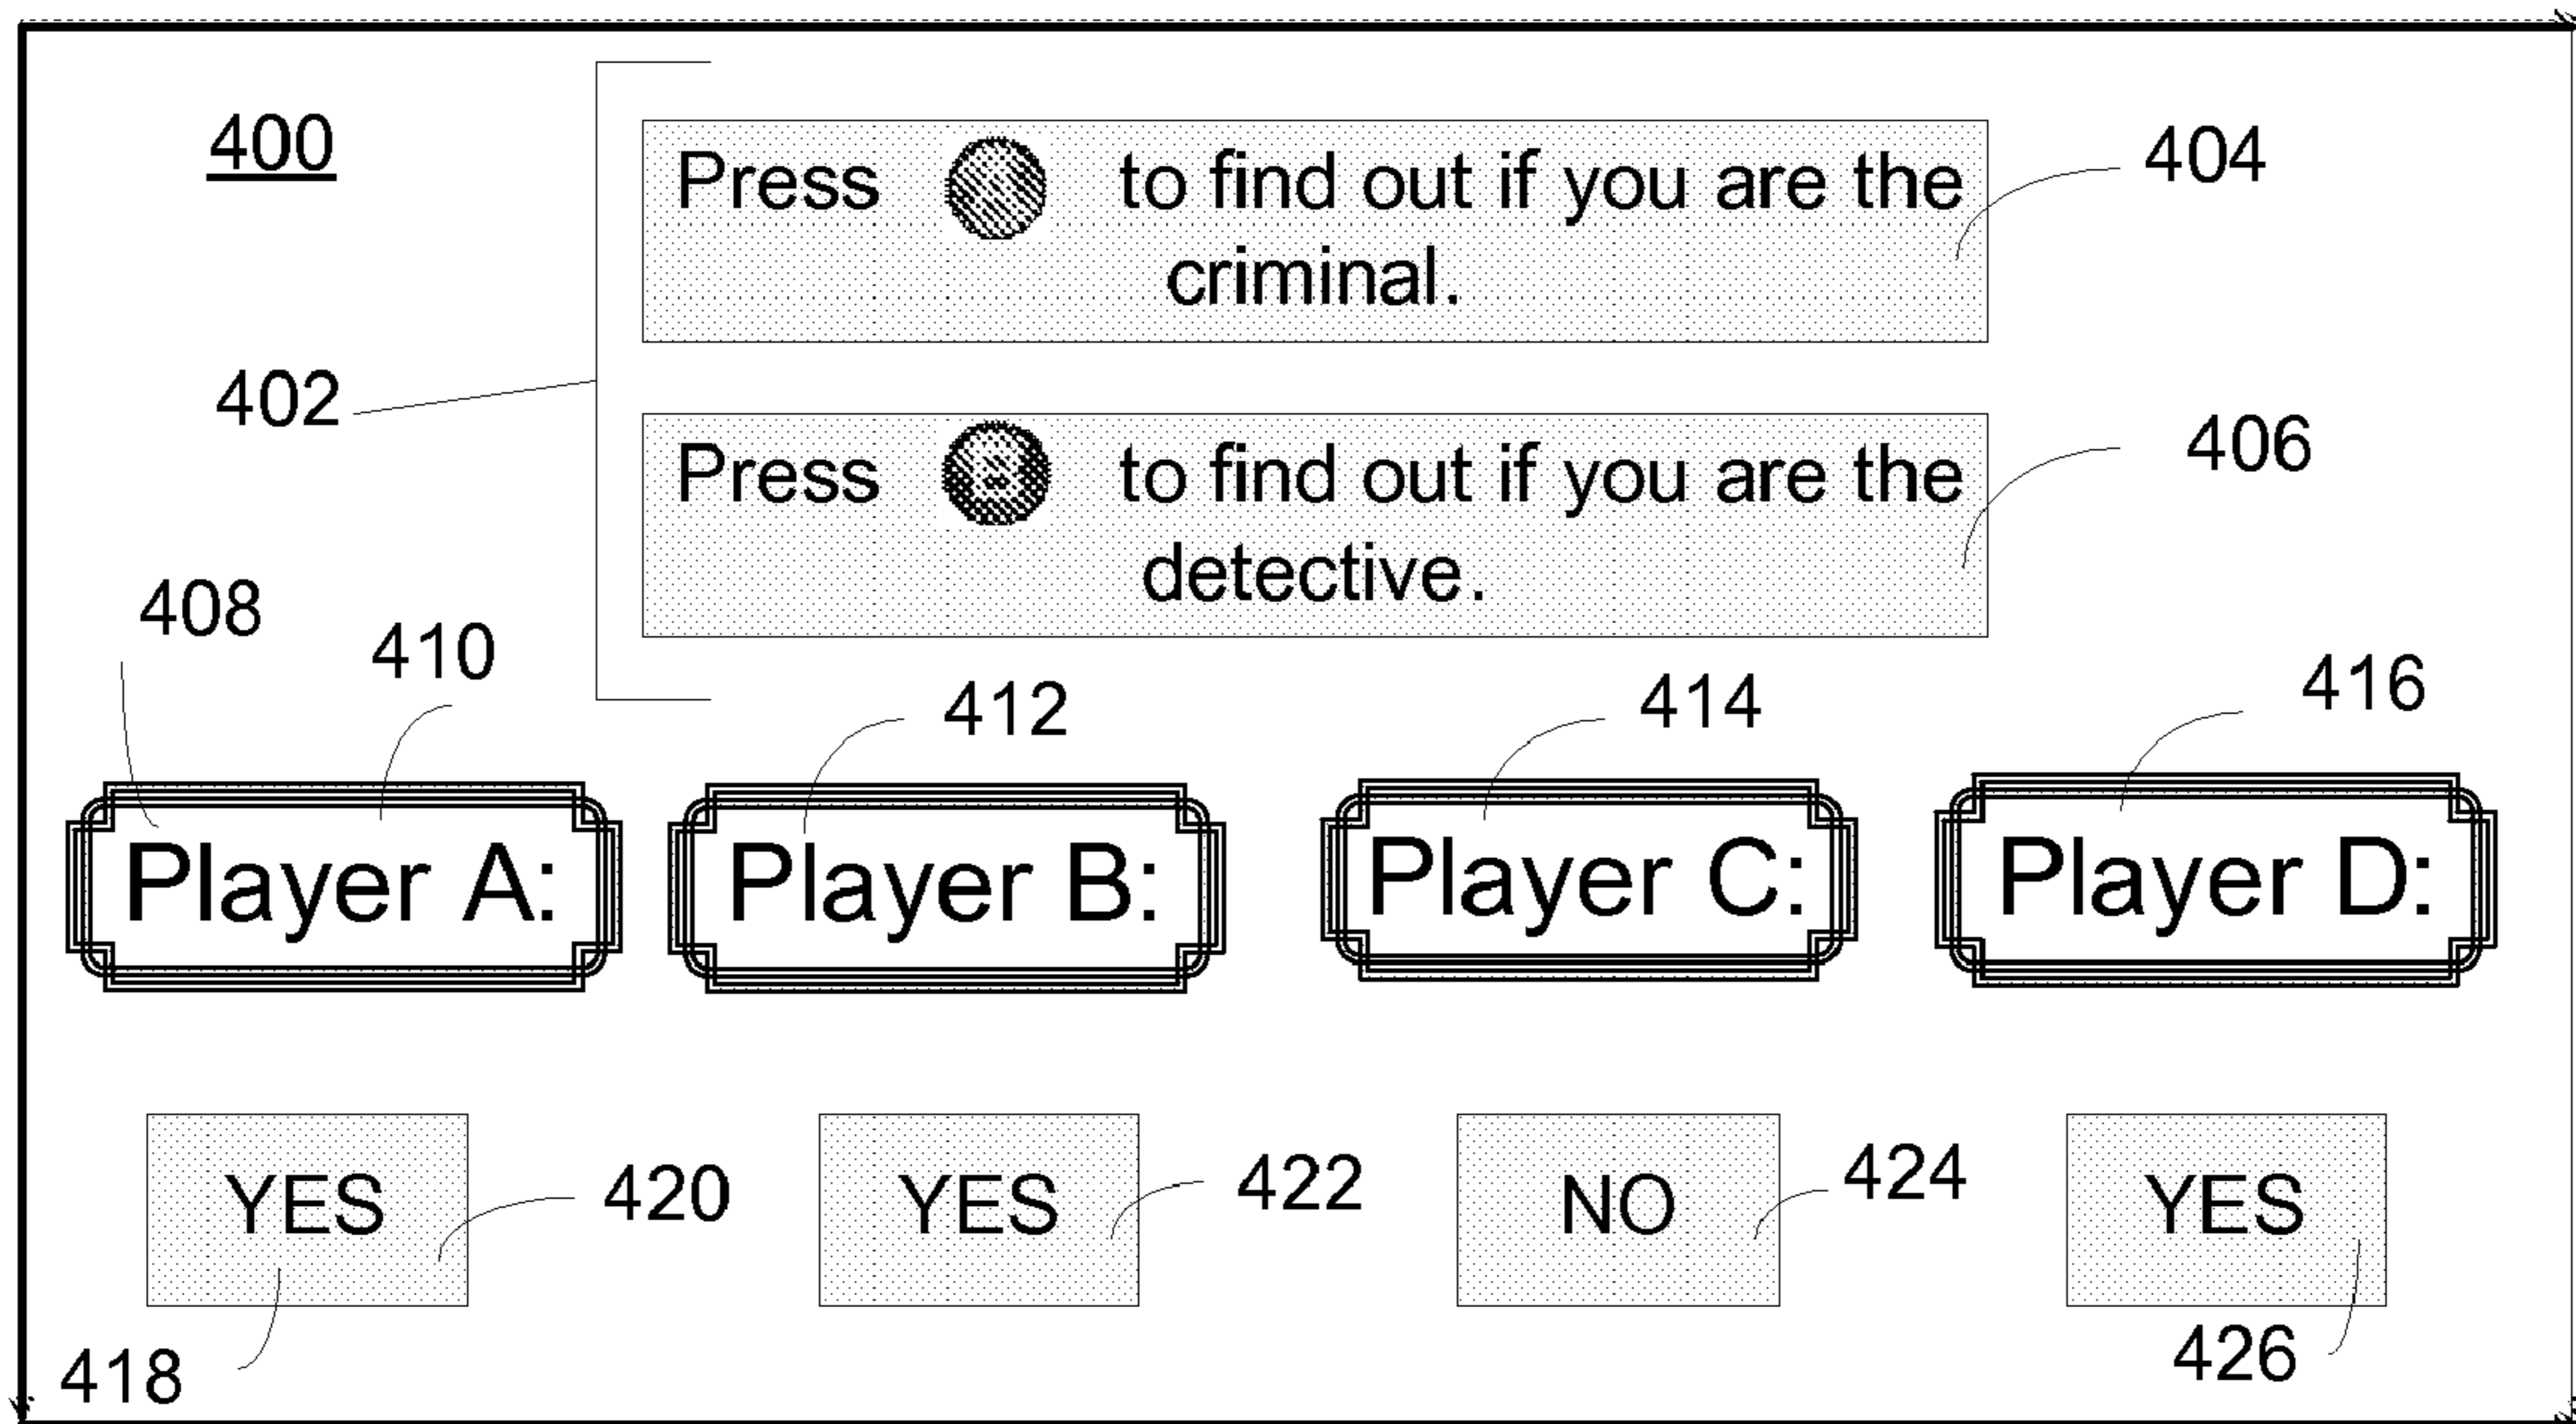 400
Press to find out if you are the
criminal.
404
402
Press to find out if you are the
detective.
406
408
410
412
414
416
Player A:
Player B:
Player C:
Player D:
YES
420
YES
422
NO
424
YES
418
426